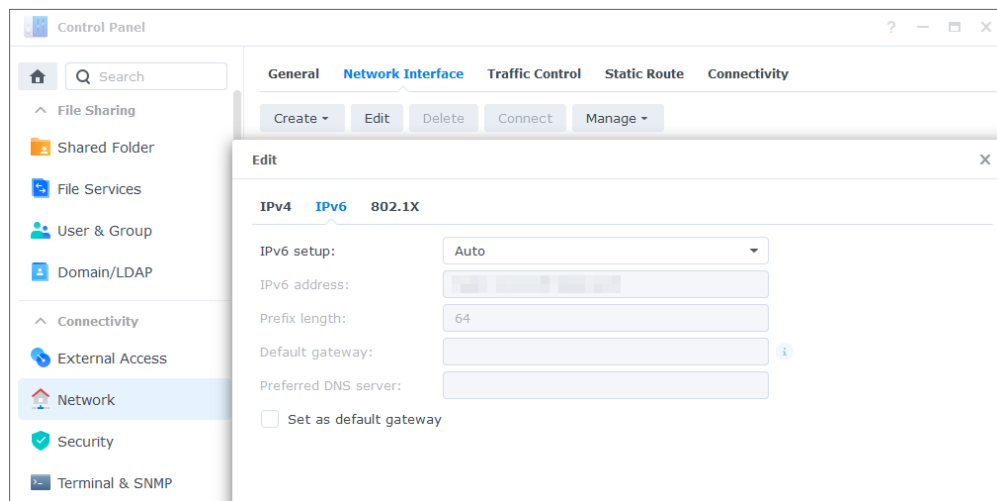 Control Panel
?
Search
General Network Interface Traffic Control Static Route Connectivity
File Sharing
Create Edit Delete Connect Manage
Shared Folder
File Services
User & Group
Domain/LDAP
Connectivity
External Access
Network
Security
Terminal & SNMP
Edit
IPv4 IPv6 802.1X
IPv6 setup: Auto
IPv6 address:
Prefix length: 64
Default gateway: i
Preferred DNS server:
Set as default gateway